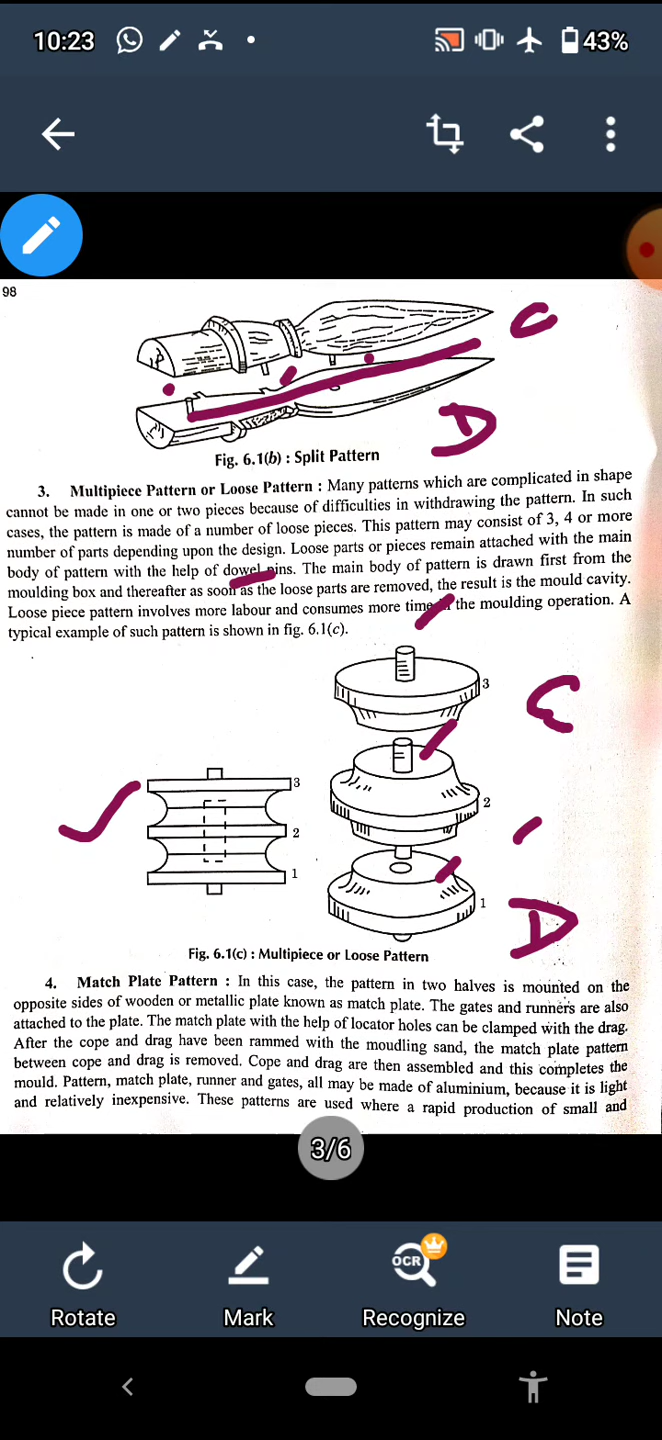 10:23
43%
98
C
D
Fig. 6.1(b) : Split Pattern
3. Multipiece Pattern or Loose Pattern : Many patterns which are complicated in shape
cannot be made in one or two pieces because of difficulties in withdrawing the pattern. In such
cases, the pattern is made of a number of loose pieces. This pattern may consist of 3, 4 or more
number of parts depending upon the design. Loose parts or pieces remain attached with the main
body of pattern with the help of dowel pins. The main body of pattern is drawn first from the
moulding box and thereafter as soon as the loose parts are removed, the result is the mould cavity.
Loose piece pattern involves more labour and consumes more time in the moulding operation. A
typical example of such pattern is shown in fig. 6.1(c).
3
C
3
2
2
1
1
D
Fig. 6.1(c) : Multipiece or Loose Pattern
4. Match Plate Pattern : In this case, the pattern in two halves is mounted on the
opposite sides of wooden or metallic plate known as match plate. The gates and runners are also
attached to the plate. The match plate with the help of locator holes can be clamped with the drag.
After the cope and drag have been rammed with the moudling sand, the match plate pattern
between cope and drag is removed. Cope and drag are then assembled and this completes the
mould. Pattern, match plate, runner and gates, all may be made of aluminium, because it is light
and relatively inexpensive. These patterns are used where a rapid production of small and
3/6
OCR
Rotate Mark Recognize Note